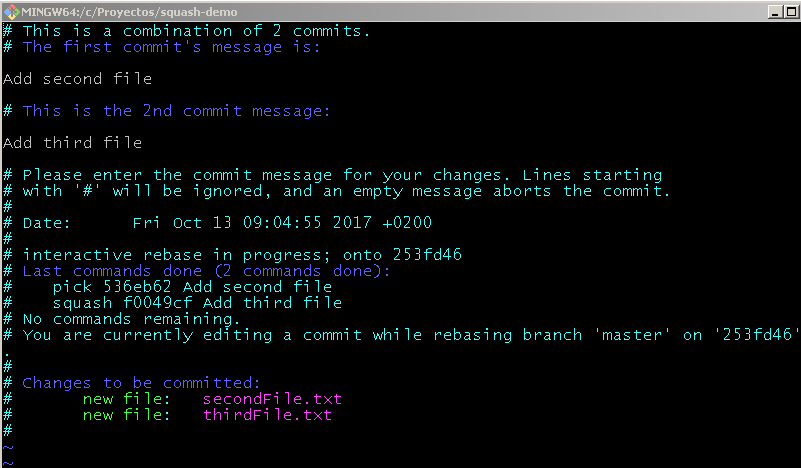 MINGW64:/c/Proyectos/squash-demo
# This is a combination of 2 commits.
# The first commit's message is:
Add second file
# This is the 2nd commit message:
Add third file
# Please enter the commit message for your changes. Lines starting
# with '#' will be ignored, and an empty message aborts the commit.
#
# Date:      Fri Oct 13 09:04:55 2017 +0200
#
# interactive rebase in progress; onto 253fd46
# Last commands done (2 commands done):
#    pick 536eb62 Add second file
#    squash f0049cf Add third file
# No commands remaining.
# You are currently editing a commit while rebasing branch 'master' on '253fd46'
.
#
# Changes to be committed:
#       new file:   secondFile.txt
#       new file:   thirdFile.txt
#
~
~